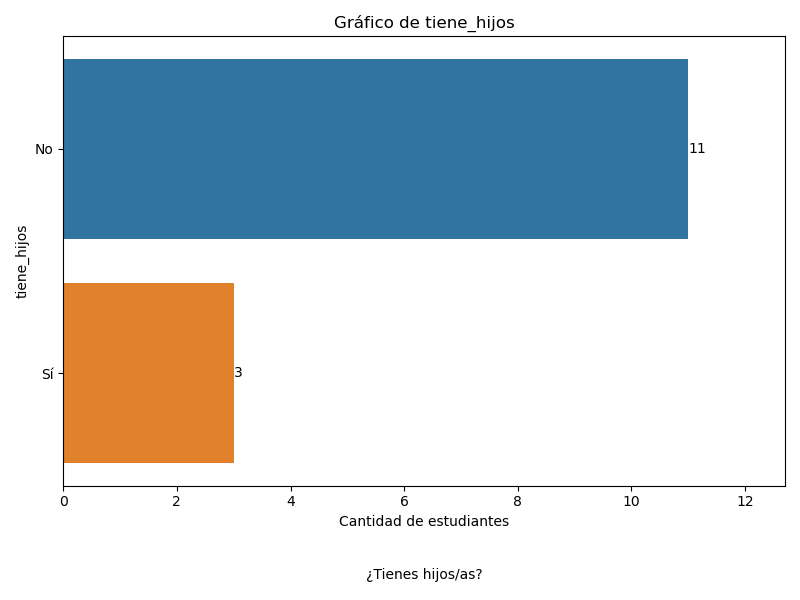 Gráfico de tiene_hijos
tiene_hijos
No
11
Sí
3
0 2 4 6 8 10 12
Cantidad de estudiantes
¿Tienes hijos/as?